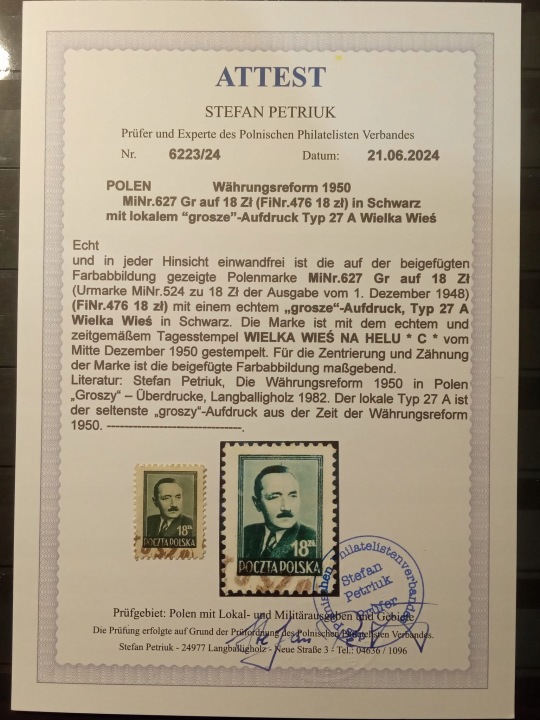 ATTEST
STEFAN PETRIUK
Prüfer und Experte des Polnischen Philatelisten Verbandes
Nr. 6223/24 Datum: 21.06.2024
POLEN Währungsreform 1950
MiNr.627 Gr auf 18 Zł (FiNr.476 18 zł) in Schwarz
mit lokalem "grosze"-Aufdruck Typ 27 A Wielka Wieś
Echt
und in jeder Hinsicht einwandfrei ist die auf der beigefügten
Farbabbildung gezeigte Polenmarke MiNr.627 Gr auf 18 Zł
(Urmarke MiNr.524 zu 18 Zł der Ausgabe vom 1. Dezember 1948)
(FiNr.476 18 zł) mit einem echtem „grosze“-Aufdruck, Typ 27 A
Wielka Wieś in Schwarz. Die Marke ist mit dem echtem und
zeitgemäßem Tagesstempel WIELKA WIEŚ NA HELU * C * vom
Mitte Dezember 1950 gestempelt. Für die Zentrierung und Zähnung
der Marke ist die beigefügte Farbabbildung maßgebend.
Literatur: Stefan Petriuk, Die Währungsreform 1950 in Polen
„Groszy“ – Überdrucke, Langballigholz 1982. Der lokale Typ 27 A ist
der seltenste „groszy“-Aufdruck aus der Zeit der Währungsreform
1950. -------------------------------.
18 ZŁ
POCZTA POLSKA
18 ZŁ
POCZTA POLSKA
Philatelistenverbandes
Stefan
Petriuk
Prüfer
Prüfgebiet: Polen mit Lokal- und Militärausgaben und Gebiete
Die Prüfung erfolgte auf Grund der Prüfordnung des Polnischen Philatelisten Verbandes.
Stefan Petriuk - 24977 Langballigholz - Neue Straße 3 - Tel.: 04636 / 1096